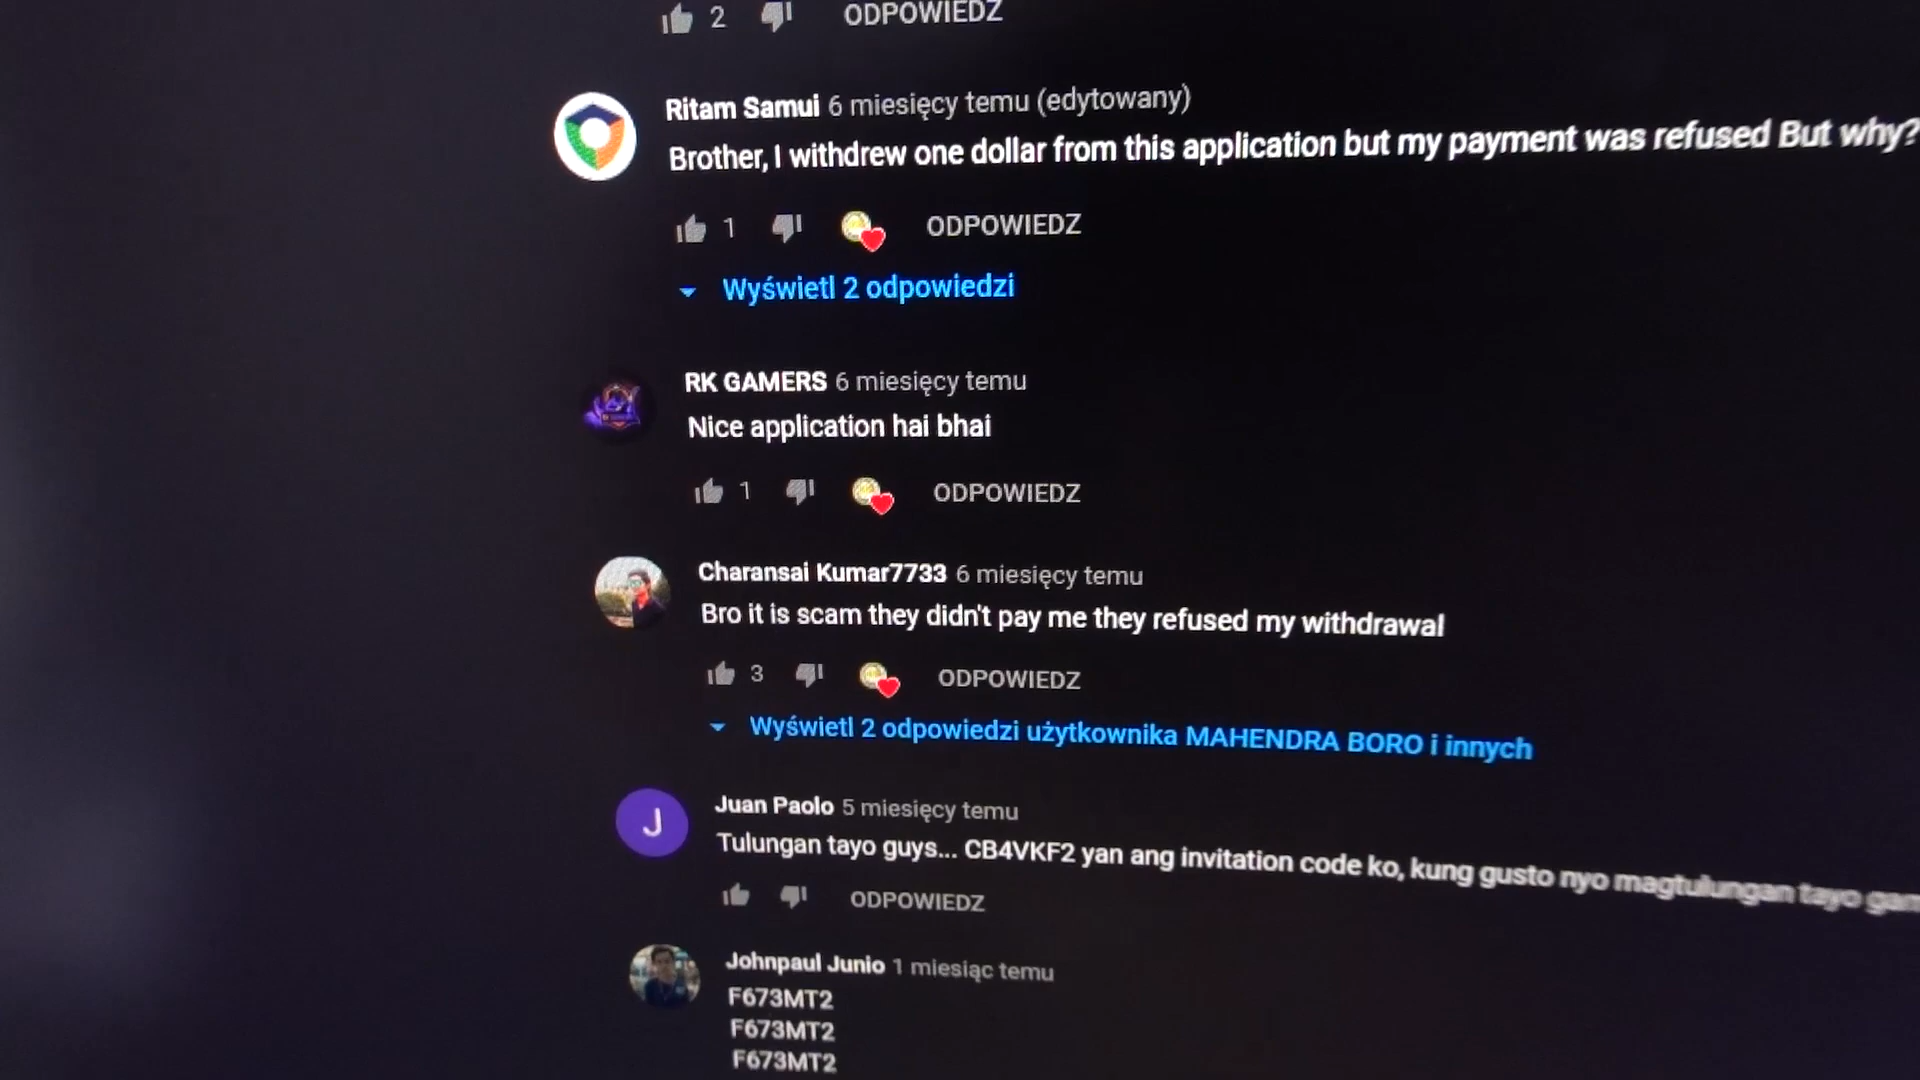 2 ODPOWIEDZ
Ritam Samui 6 miesięcy temu (edytowany)
Brother, I withdrew one dollar from this application but my payment was refused But why?
1 ODPOWIEDZ
Wyświetl 2 odpowiedzi
RK GAMERS 6 miesięcy temu
Nice application hai bhai
1 ODPOWIEDZ
Charansai Kumar7733 6 miesięcy temu
Bro it is scam they didn't pay me they refused my withdrawal
3 ODPOWIEDZ
Wyświetl 2 odpowiedzi użytkownika MAHENDRA BORO i innych
J
Juan Paolo 5 miesięcy temu
Tulungan tayo guys... CB4VKF2 yan ang invitation code ko, kung gusto nyo magtulungan tayo
ODPOWIEDZ
Johnpaul Junio 1 miesiąc temu
F673MT2
F673MT2
F673MT2